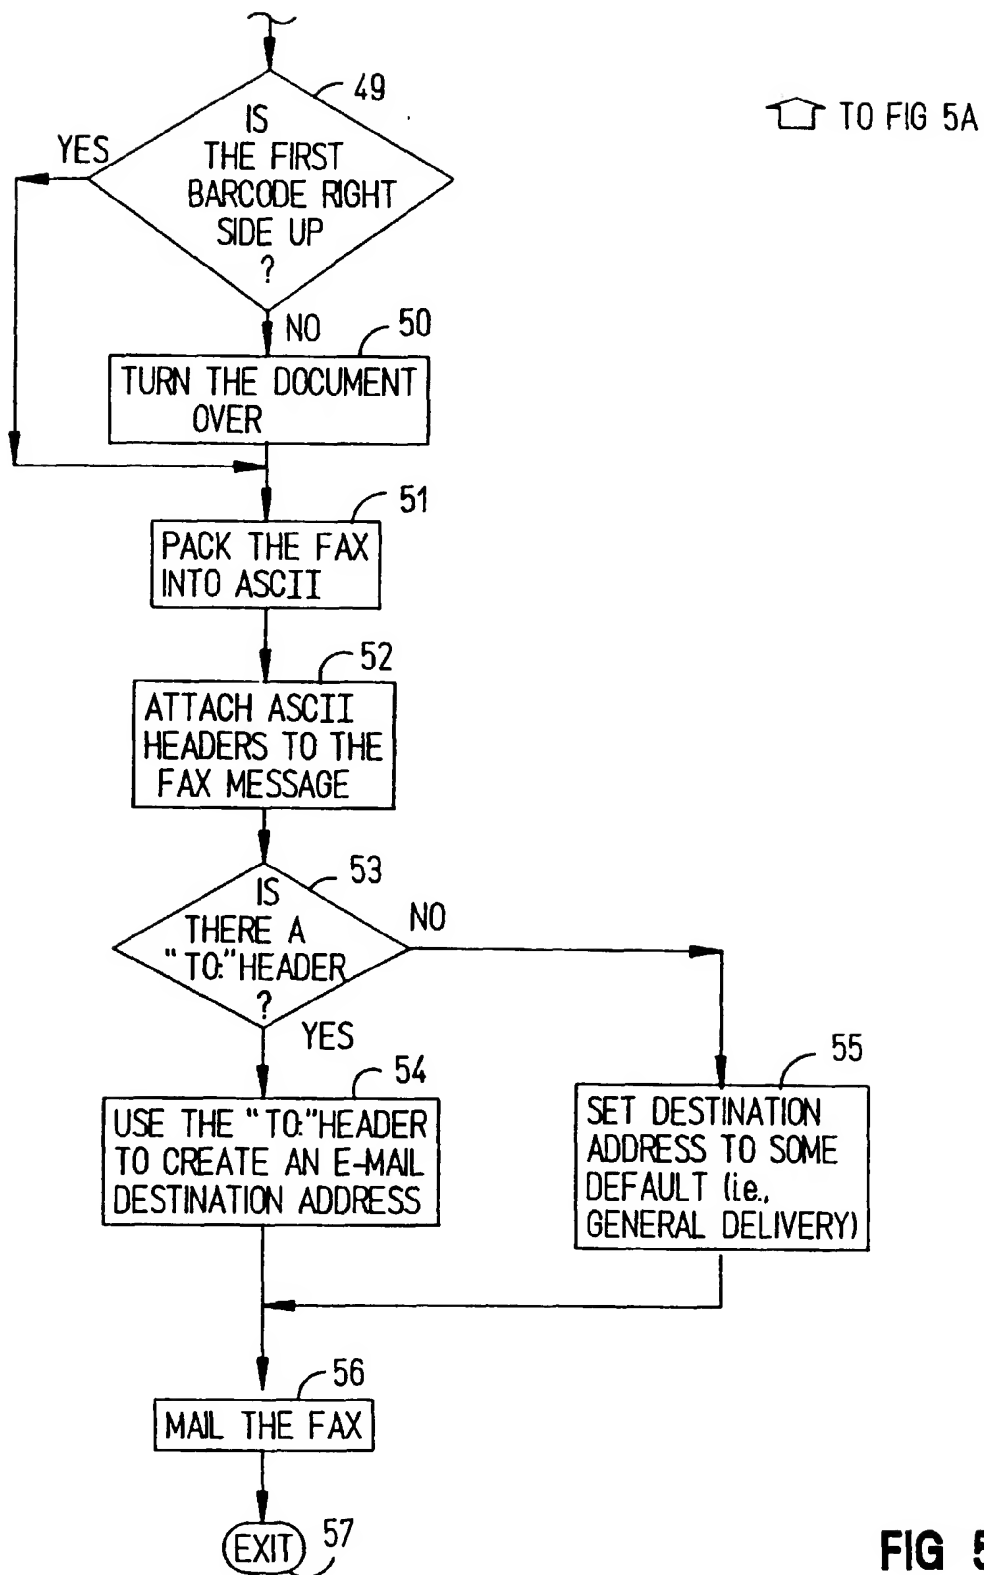 49
TO FIG 5A
IS
THE FIRST
BARCODE RIGHT
SIDE UP
?
YES
NO
50
TURN THE DOCUMENT
OVER
51
PACK THE FAX
INTO ASCII
52
ATTACH ASCII
HEADERS TO THE
FAX MESSAGE
53
IS
THERE A
"TO:"HEADER
?
NO
YES
54
USE THE "TO:"HEADER
TO CREATE AN E-MAIL
DESTINATION ADDRESS
55
SET DESTINATION
ADDRESS TO SOME
DEFAULT (i.e.,
GENERAL DELIVERY)
56
MAIL THE FAX
EXIT
57
FIG 5